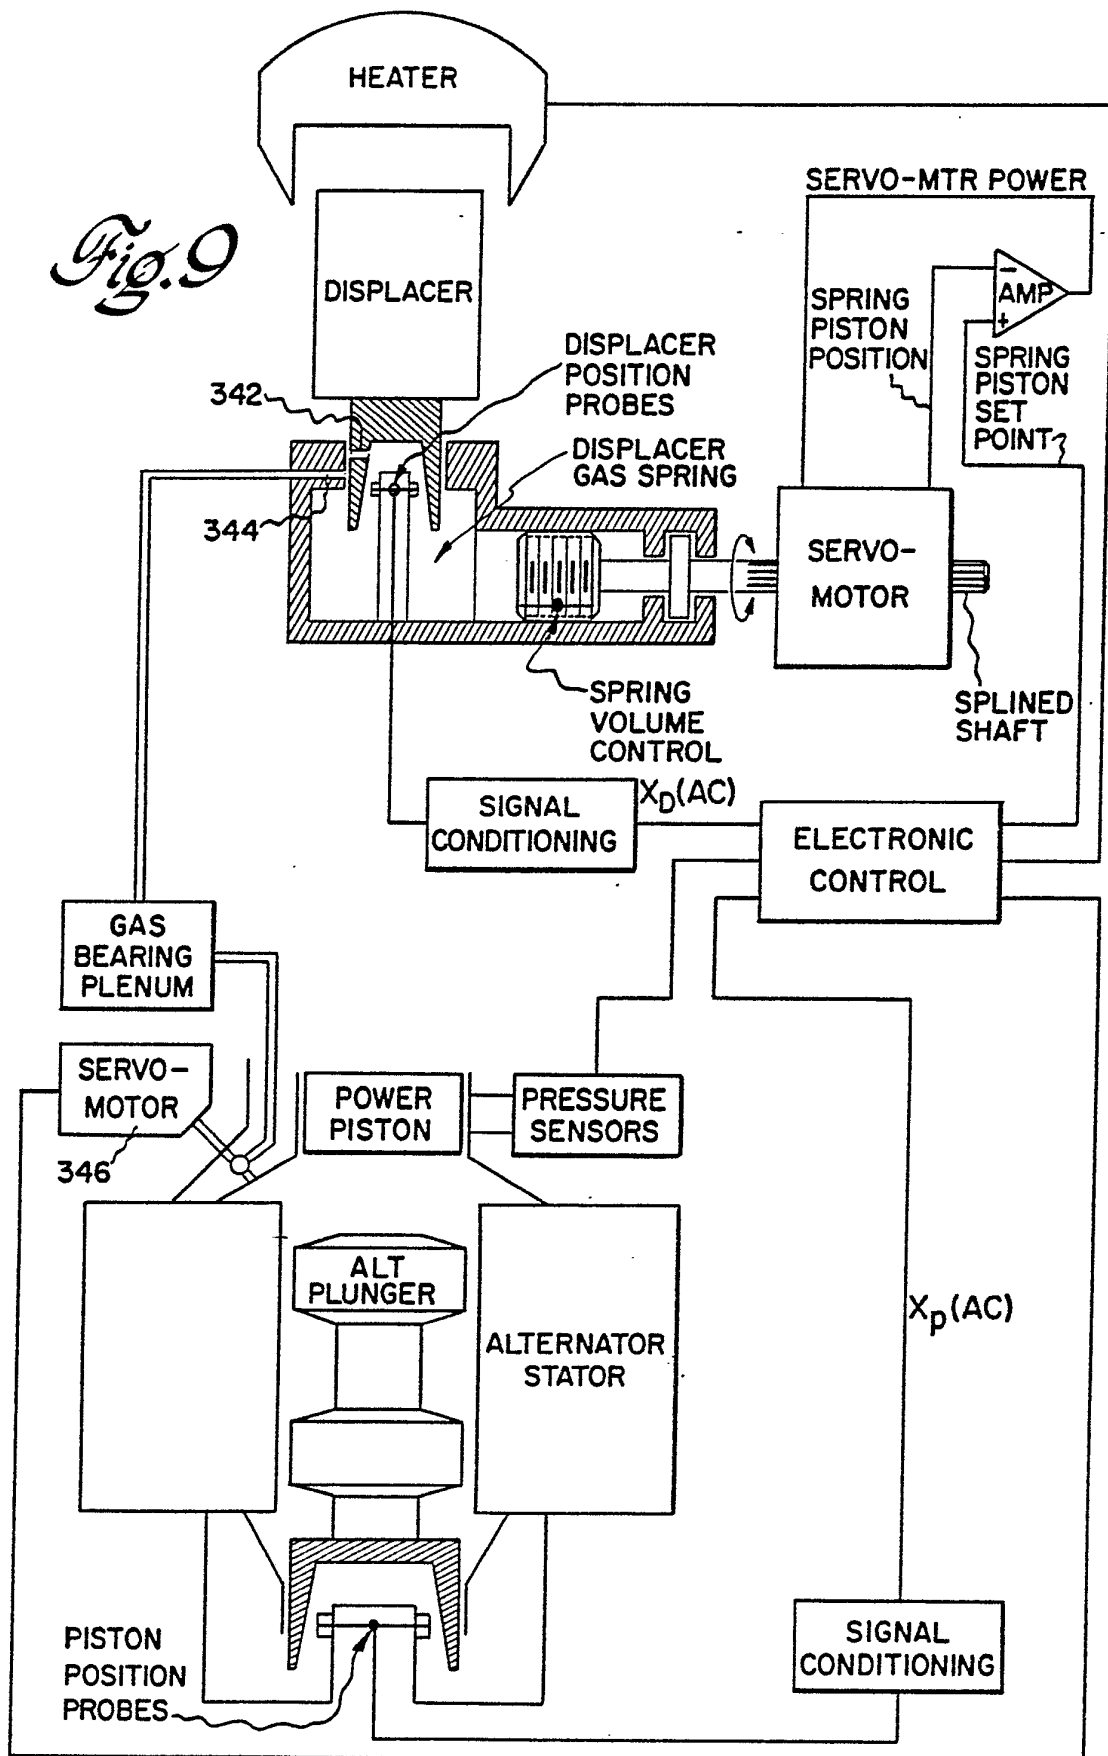 HEATER
SERVO-MTR POWER
Fig. 9
DISPLACER
- AMP
+
SPRING
PISTON
POSITION
SPRING
PISTON
SET
POINT
DISPLACER
POSITION
PROBES
342
DISPLACER
GAS SPRING
344
SERVO-
MOTOR
SPRING
VOLUME
CONTROL
SPLINED
SHAFT
SIGNAL
CONDITIONING
XD(AC)
ELECTRONIC
CONTROL
GAS
BEARING
PLENUM
SERVO-
MOTOR
346
POWER
PISTON
PRESSURE
SENSORS
ALT
PLUNGER
ALTERNATOR
STATOR
Xp(AC)
PISTON
POSITION
PROBES
SIGNAL
CONDITIONING